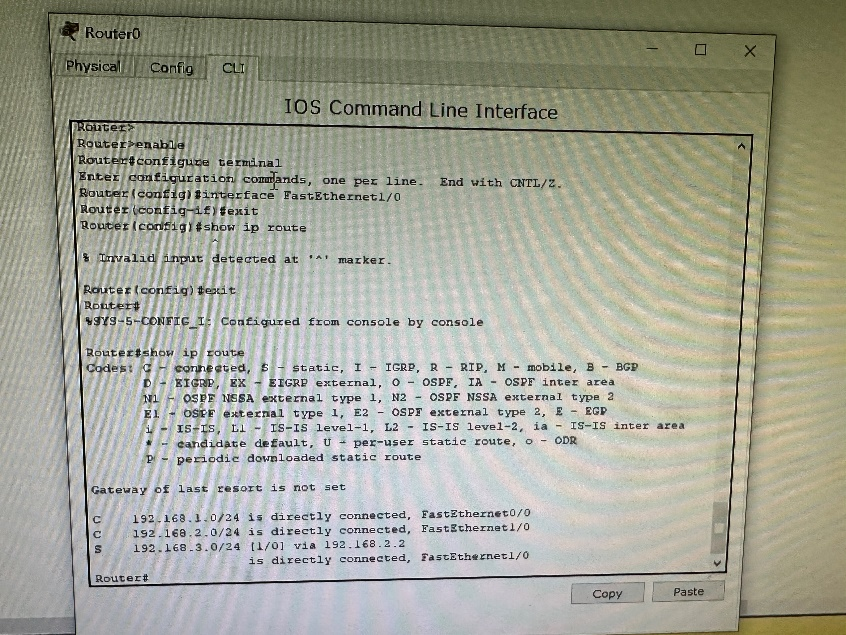 Router0
Physical Config CLI
IOS Command Line Interface
Router>
Router>enable
Router#configure terminal
Enter configuration commands, one per line. End with CNTL/Z.
Router(config)#interface FastEthernet1/0
Router(config-if)#exit
Router(config)#show ip route
^
% Invalid input detected at '^' marker.
Router(config)#exit
Router#
%SYS-5-CONFIG_I: Configured from console by console
Router#show ip route
Codes: C - connected, S - static, I - IGRP, R - RIP, M - mobile, B - BGP
D - EIGRP, EX - EIGRP external, O - OSPF, IA - OSPF inter area
N1 - OSPF NSSA external type 1, N2 - OSPF NSSA external type 2
E1 - OSPF external type 1, E2 - OSPF external type 2, E - EGP
i - IS-IS, L1 - IS-IS level-1, L2 - IS-IS level-2, ia - IS-IS inter area
* - candidate default, U - per-user static route, o - ODR
P - periodic downloaded static route
Gateway of last resort is not set
C 192.168.1.0/24 is directly connected, FastEthernet0/0
C 192.168.2.0/24 is directly connected, FastEthernet1/0
S 192.168.3.0/24 [1/0] via 192.168.2.2
is directly connected, FastEthernet1/0
Router#
Copy Paste